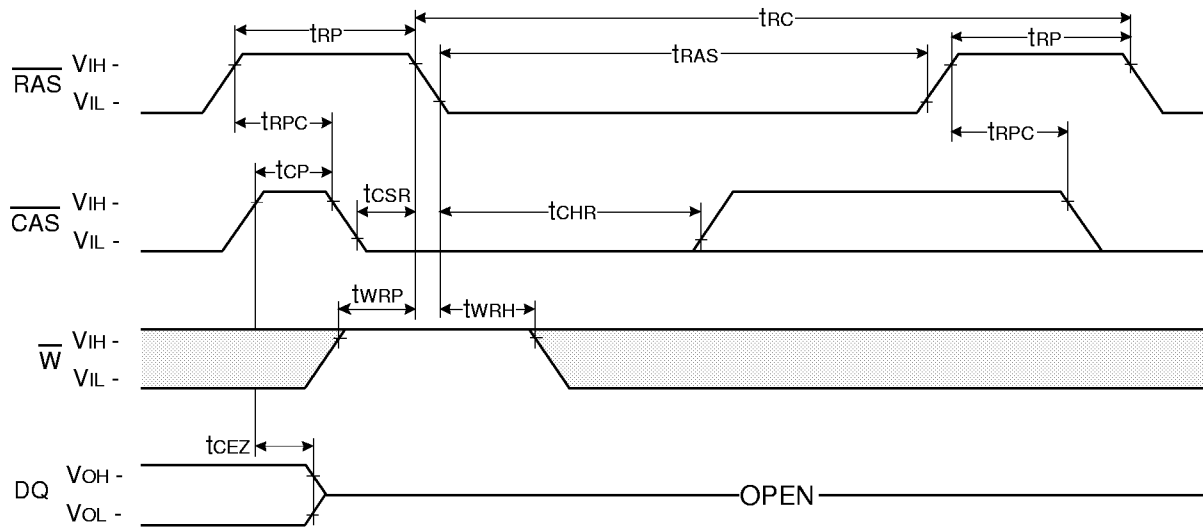 tRP
tRC
tRP
RAS
VIH -
VIL -
tRAS
tRPC
tRPC
tCP
tCSR
tCHR
CAS
VIH -
VIL -
tWRP
tWRH
W
VIH -
VIL -
tCEZ
DQ
VOH -
VOL -
OPEN